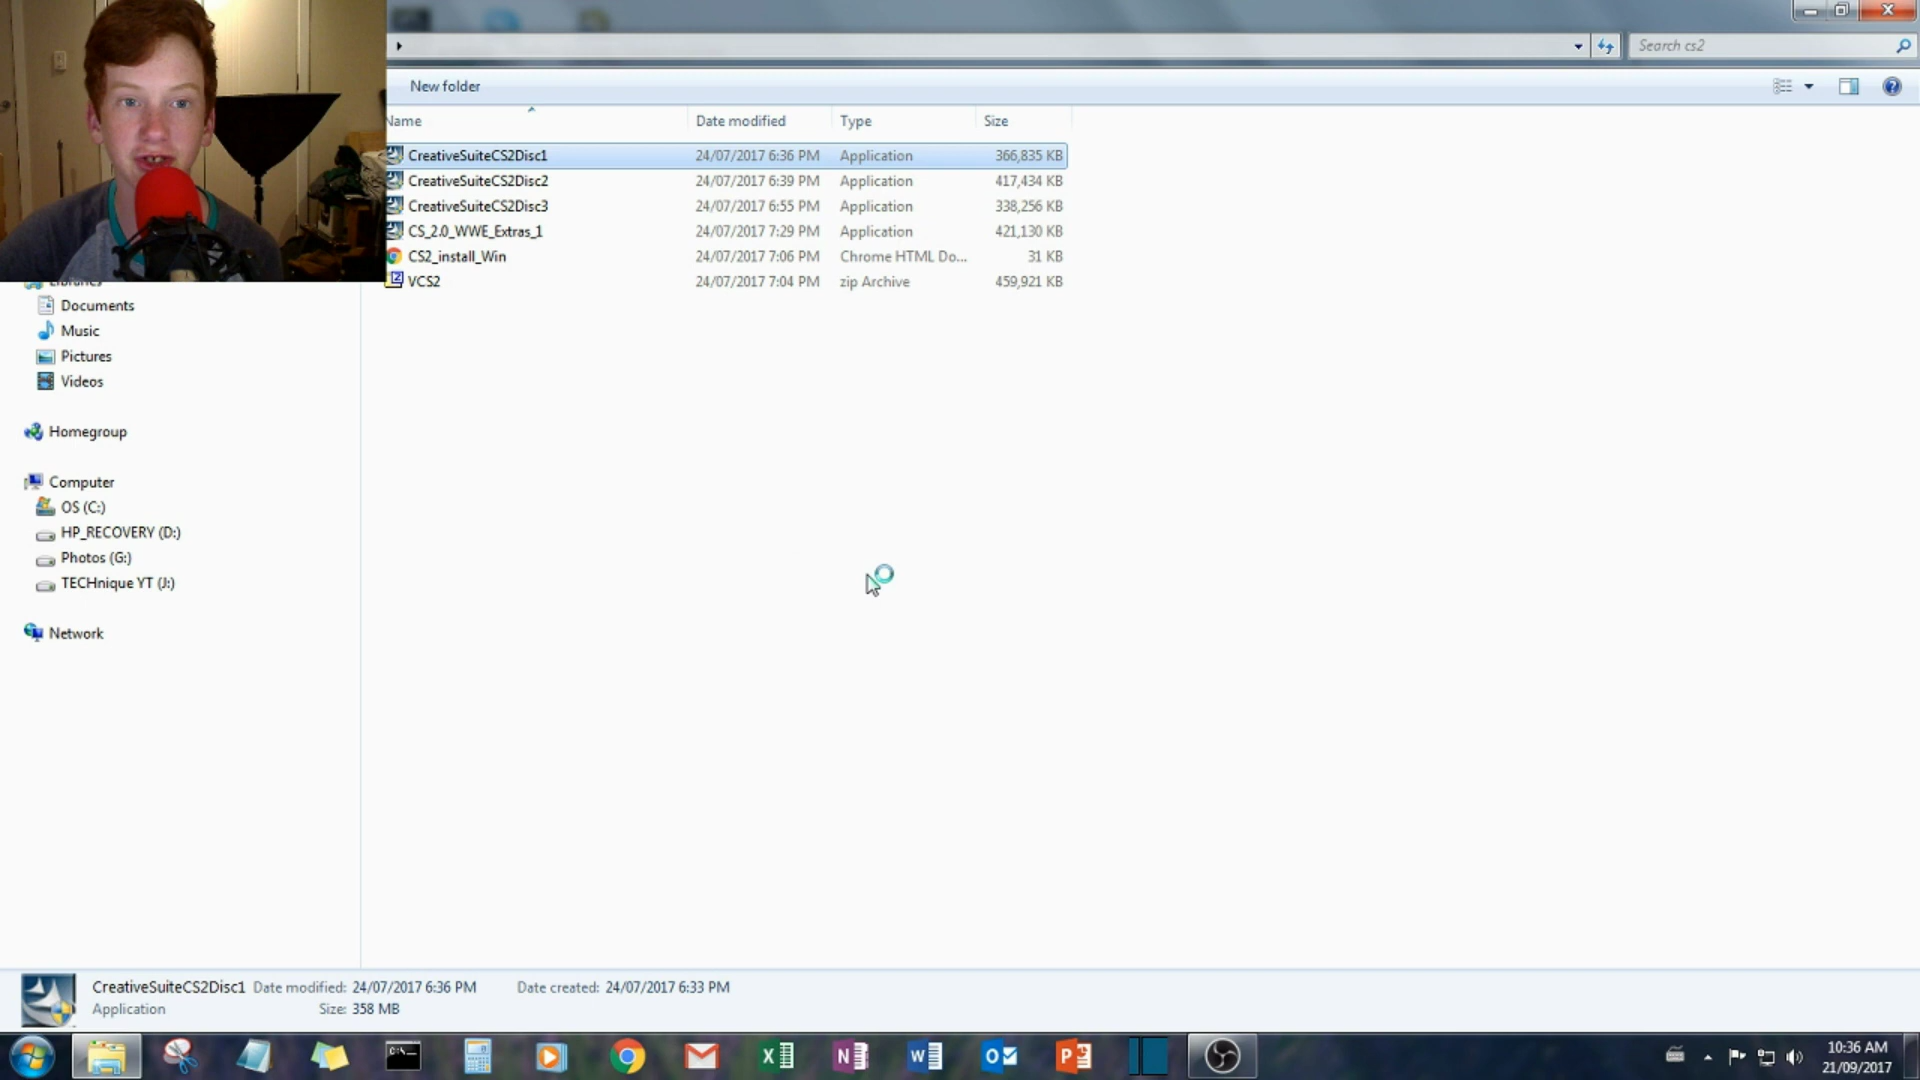 Search cs2
New folder
Name Date modified Type Size
CreativeSuiteCS2Disc1 24/07/2017 6:36 PM Application 366,835 KB
CreativeSuiteCS2Disc2 24/07/2017 6:39 PM Application 417,434 KB
CreativeSuiteCS2Disc3 24/07/2017 6:55 PM Application 338,256 KB
CS_2.0_WWE_Extras_1 24/07/2017 7:29 PM Application 421,130 KB
CS2_install_Win 24/07/2017 7:06 PM Chrome HTML Do... 31 KB
VCS2 24/07/2017 7:04 PM zip Archive 459,921 KB
Libraries
Documents
Music
Pictures
Videos
Homegroup
Computer
OS (C:)
HP_RECOVERY (D:)
Photos (G:)
TECHnique YT (J:)
Network
CreativeSuiteCS2Disc1 Date modified: 24/07/2017 6:36 PM Date created: 24/07/2017 6:33 PM
Application Size: 358 MB
10:36 AM
21/09/2017